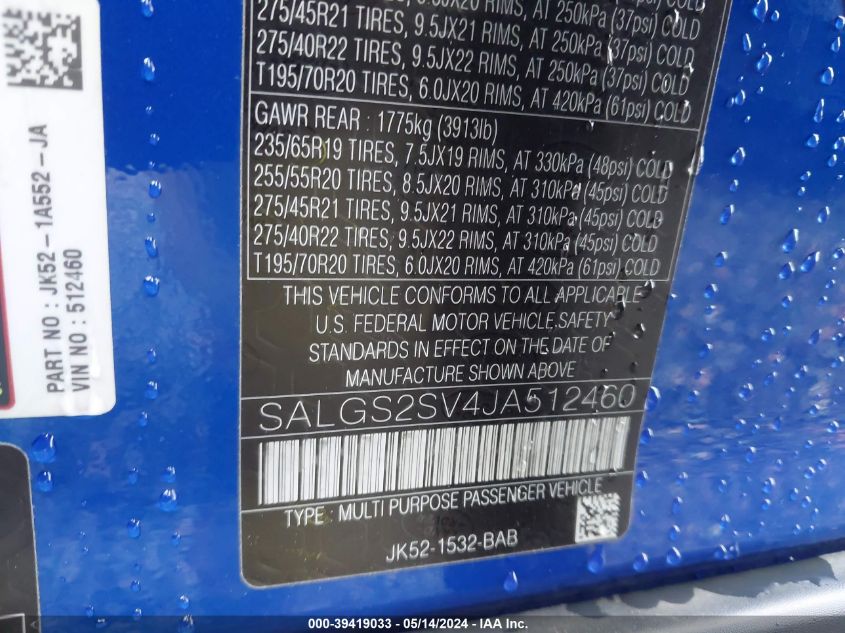 275/45R21 TIRES, 9.5JX21 RIMS, AT 250kPa (37psi) COLD
275/40R22 TIRES, 9.5JX22 RIMS, AT 250kPa (37psi) COLD
T195/70R20 TIRES, 6.0JX20 RIMS, AT 420kPa (61psi) COLD
GAWR REAR : 1775kg (3913lb)
235/65R19 TIRES, 7.5JX19 RIMS, AT 330kPa (48psi) COLD
255/55R20 TIRES, 8.5JX20 RIMS, AT 310kPa (45psi) COLD
275/45R21 TIRES, 9.5JX21 RIMS, AT 310kPa (45psi) COLD
275/40R22 TIRES, 9.5JX22 RIMS, AT 310kPa (45psi) COLD
T195/70R20 TIRES, 6.0JX20 RIMS, AT 420kPa (61psi) COLD
THIS VEHICLE CONFORMS TO ALL APPLICABLE
U.S. FEDERAL MOTOR VEHICLE SAFETY
STANDARDS IN EFFECT ON THE DATE OF
MANUFACTURE SHOWN ABOVE
SALGS2SV4JA512460
TYPE : MULTI PURPOSE PASSENGER VEHICLE
JK52-1532-BAB
PART NO : JK52 – 1A552 – JA
VIN NO : 512460
000-39419033 - 05/14/2024 - IAA Inc.